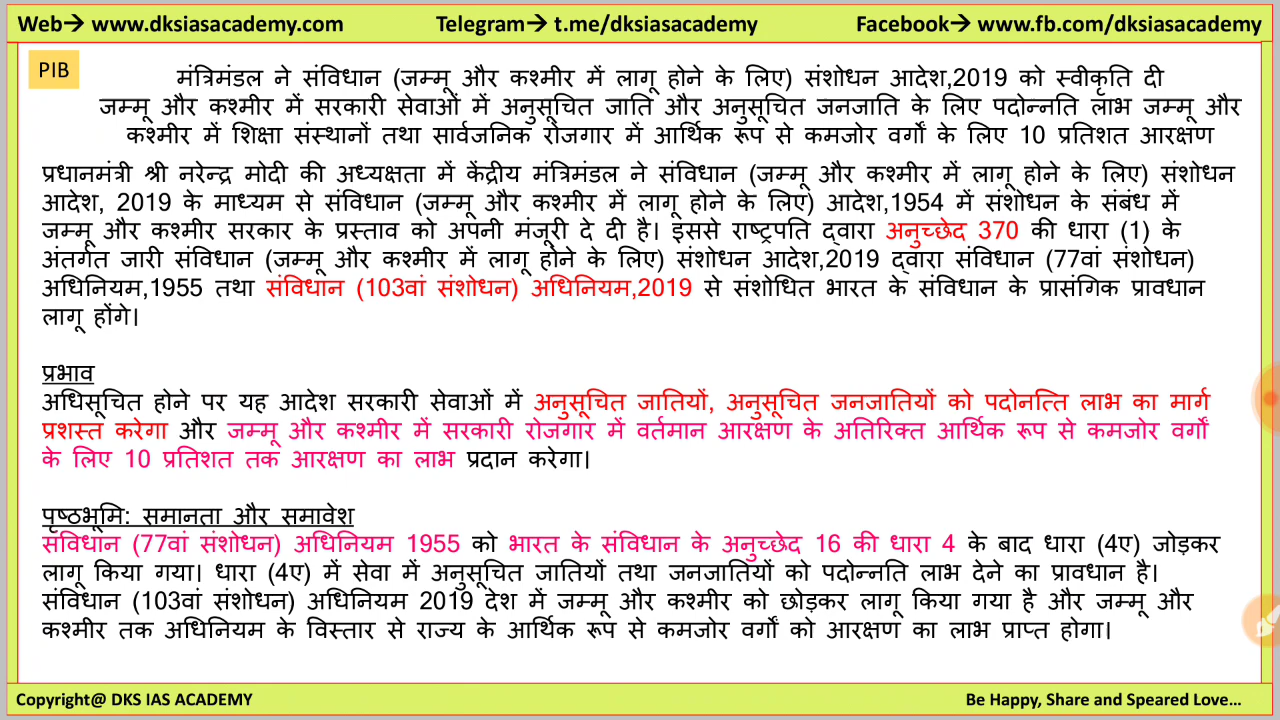 Web→ www.dksiasacademy.com Telegram→ t.me/dksiasacademy Facebook→ www.fb.com/dksiasacademy
PIB
मंत्रिमंडल ने संविधान (जम्मू और कश्मीर में लागू होने के लिए) संशोधन आदेश,2019 को स्वीकृति दी
जम्मू और कश्मीर में सरकारी सेवाओं में अनुसूचित जाति और अनुसूचित जनजाति के लिए पदोन्नति लाभ जम्मू और
कश्मीर में शिक्षा संस्थानों तथा सार्वजनिक रोजगार में आर्थिक रूप से कमजोर वर्गों के लिए 10 प्रतिशत आरक्षण
प्रधानमंत्री श्री नरेन्द्र मोदी की अध्यक्षता में केंद्रीय मंत्रिमंडल ने संविधान (जम्मू और कश्मीर में लागू होने के लिए) संशोधन
आदेश, 2019 के माध्यम से संविधान (जम्मू और कश्मीर में लागू होने के लिए) आदेश,1954 में संशोधन के संबंध में
जम्मू और कश्मीर सरकार के प्रस्ताव को अपनी मंजूरी दे दी है। इससे राष्ट्रपति द्वारा अनुच्छेद 370 की धारा (1) के
अंतर्गत जारी संविधान (जम्मू और कश्मीर में लागू होने के लिए) संशोधन आदेश,2019 द्वारा संविधान (77वां संशोधन)
अधिनियम,1955 तथा संविधान (103वां संशोधन) अधिनियम,2019 से संशोधित भारत के संविधान के प्रासंगिक प्रावधान
लागू होंगे।
प्रभाव
अधिसूचित होने पर यह आदेश सरकारी सेवाओं में अनुसूचित जातियों, अनुसूचित जनजातियों को पदोनत्ति लाभ का मार्ग
प्रशस्त करेगा और जम्मू और कश्मीर में सरकारी रोजगार में वर्तमान आरक्षण के अतिरिक्त आर्थिक रूप से कमजोर वर्गों
के लिए 10 प्रतिशत तक आरक्षण का लाभ प्रदान करेगा।
पृष्ठभूमि: समानता और समावेश
संविधान (77वां संशोधन) अधिनियम 1955 को भारत के संविधान के अनुच्छेद 16 की धारा 4 के बाद धारा (4ए) जोड़कर
लागू किया गया। धारा (4ए) में सेवा में अनुसूचित जातियों तथा जनजातियों को पदोन्नति लाभ देने का प्रावधान है।
संविधान (103वां संशोधन) अधिनियम 2019 देश में जम्मू और कश्मीर को छोड़कर लागू किया गया है और जम्मू और
कश्मीर तक अधिनियम के विस्तार से राज्य के आर्थिक रूप से कमजोर वर्गों को आरक्षण का लाभ प्राप्त होगा।
Copyright@ DKS IAS ACADEMY Be Happy, Share and Speared Love...